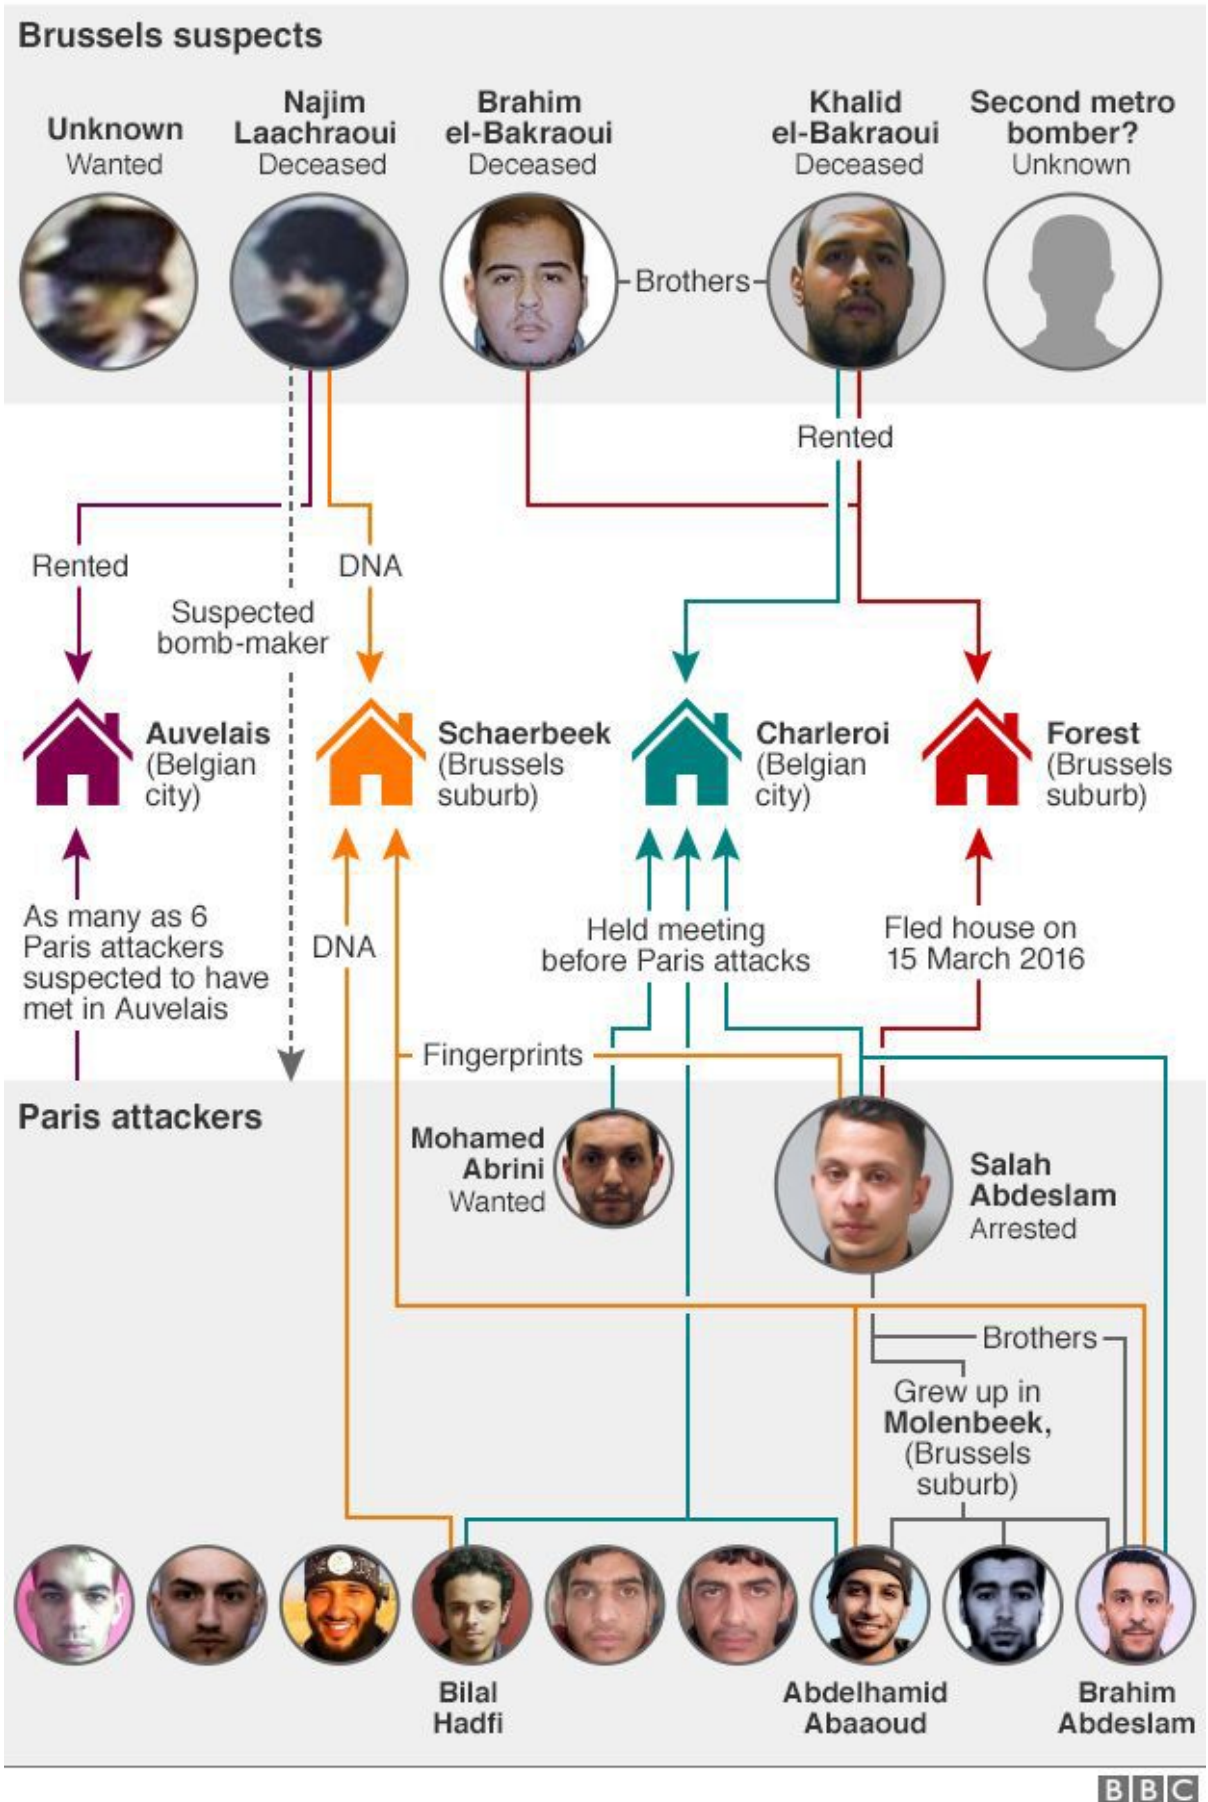 Brussels suspects
Unknown
Wanted
Najim
Laachraoui
Deceased
Brahim
el-Bakraoui
Deceased
Khalid
el-Bakraoui
Deceased
Second metro
bomber?
Unknown
Brothers
Rented
Rented
DNA
Suspected
bomb-maker
Auvelais
(Belgian
city)
Schaerbeek
(Brussels
suburb)
Charleroi
(Belgian
city)
Forest
(Brussels
suburb)
As many as 6
Paris attackers
suspected to have
met in Auvelais
DNA
Held meeting
before Paris attacks
Fled house on
15 March 2016
Fingerprints
Paris attackers
Mohamed
Abrini
Wanted
Salah
Abdeslam
Arrested
Brothers
Grew up in
Molenbeek,
(Brussels
suburb)
Bilal
Hadfi
Abdelhamid
Abaaoud
Brahim
Abdeslam
BBC